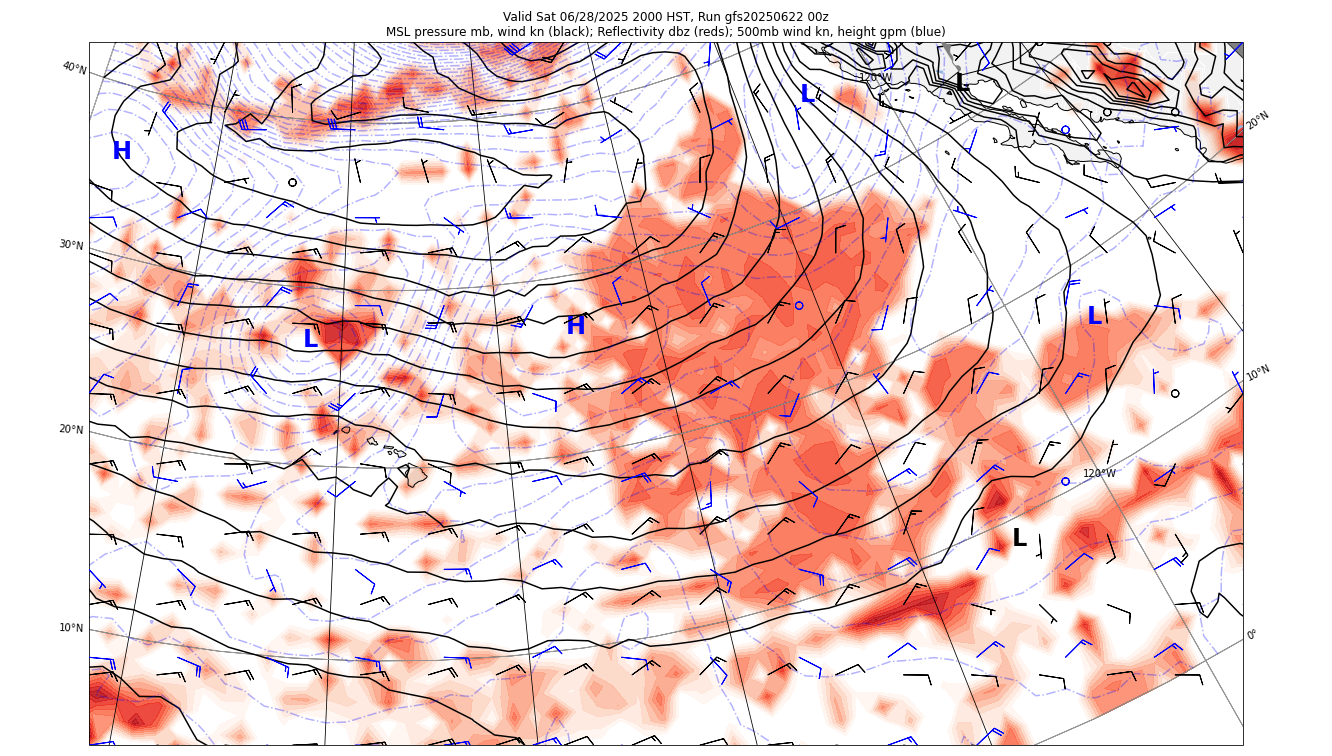 Valid Sat 06/28/2025 2000 HST, Run gfs20250622 00z
MSL pressure mb, wind kn (black); Reflectivity dbz (reds); 500mb wind kn, height gpm (blue)
40°N
120°W
L
L
20°N
H
30°N
L
H
L
10°N
20°N
120°W
L
10°N
0°